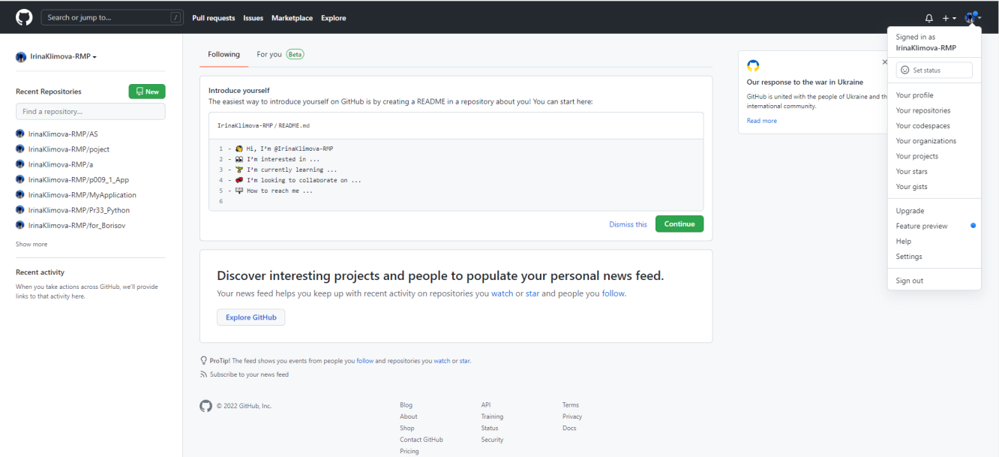 Search or jump to...
/
Pull requests
Issues
Marketplace
Explore
IrinaKlimova-RMP
Recent Repositories
New
Find a repository...
IrinaKlimova-RMP/AS
IrinaKlimova-RMP/poject
IrinaKlimova-RMP/a
IrinaKlimova-RMP/p009_1_App
IrinaKlimova-RMP/MyApplication
IrinaKlimova-RMP/Pr33_Python
IrinaKlimova-RMP/for_Borisov
Show more
Recent activity
When you take actions across GitHub, we'll provide
links to that activity here.
Following
For you Beta
Introduce yourself
The easiest way to introduce yourself on GitHub is by creating a README in a repository about you! You can start here:
IrinaKlimova-RMP / README.md
1 - 👋 Hi, I'm @IrinaKlimova-RMP
2 - 👀 I'm interested in ...
3 - 🌱 I'm currently learning ...
4 - 💞️ I'm looking to collaborate on ...
5 - 📫 How to reach me ...
6
Dismiss this
Continue
Discover interesting projects and people to populate your personal news feed.
Your news feed helps you keep up with recent activity on repositories you watch or star and people you follow.
Explore GitHub
ProTip! The feed shows you events from people you follow and repositories you watch or star.
Subscribe to your news feed
© 2022 GitHub, Inc.
Blog
About
Shop
Contact GitHub
Pricing
API
Training
Status
Security
Terms
Privacy
Docs
Our response to the war in Ukraine
GitHub is united with the people of Ukraine and th
international community.
Read more
Signed in as
IrinaKlimova-RMP
Set status
Your profile
Your repositories
Your codespaces
Your organizations
Your projects
Your stars
Your gists
Upgrade
Feature preview
Help
Settings
Sign out